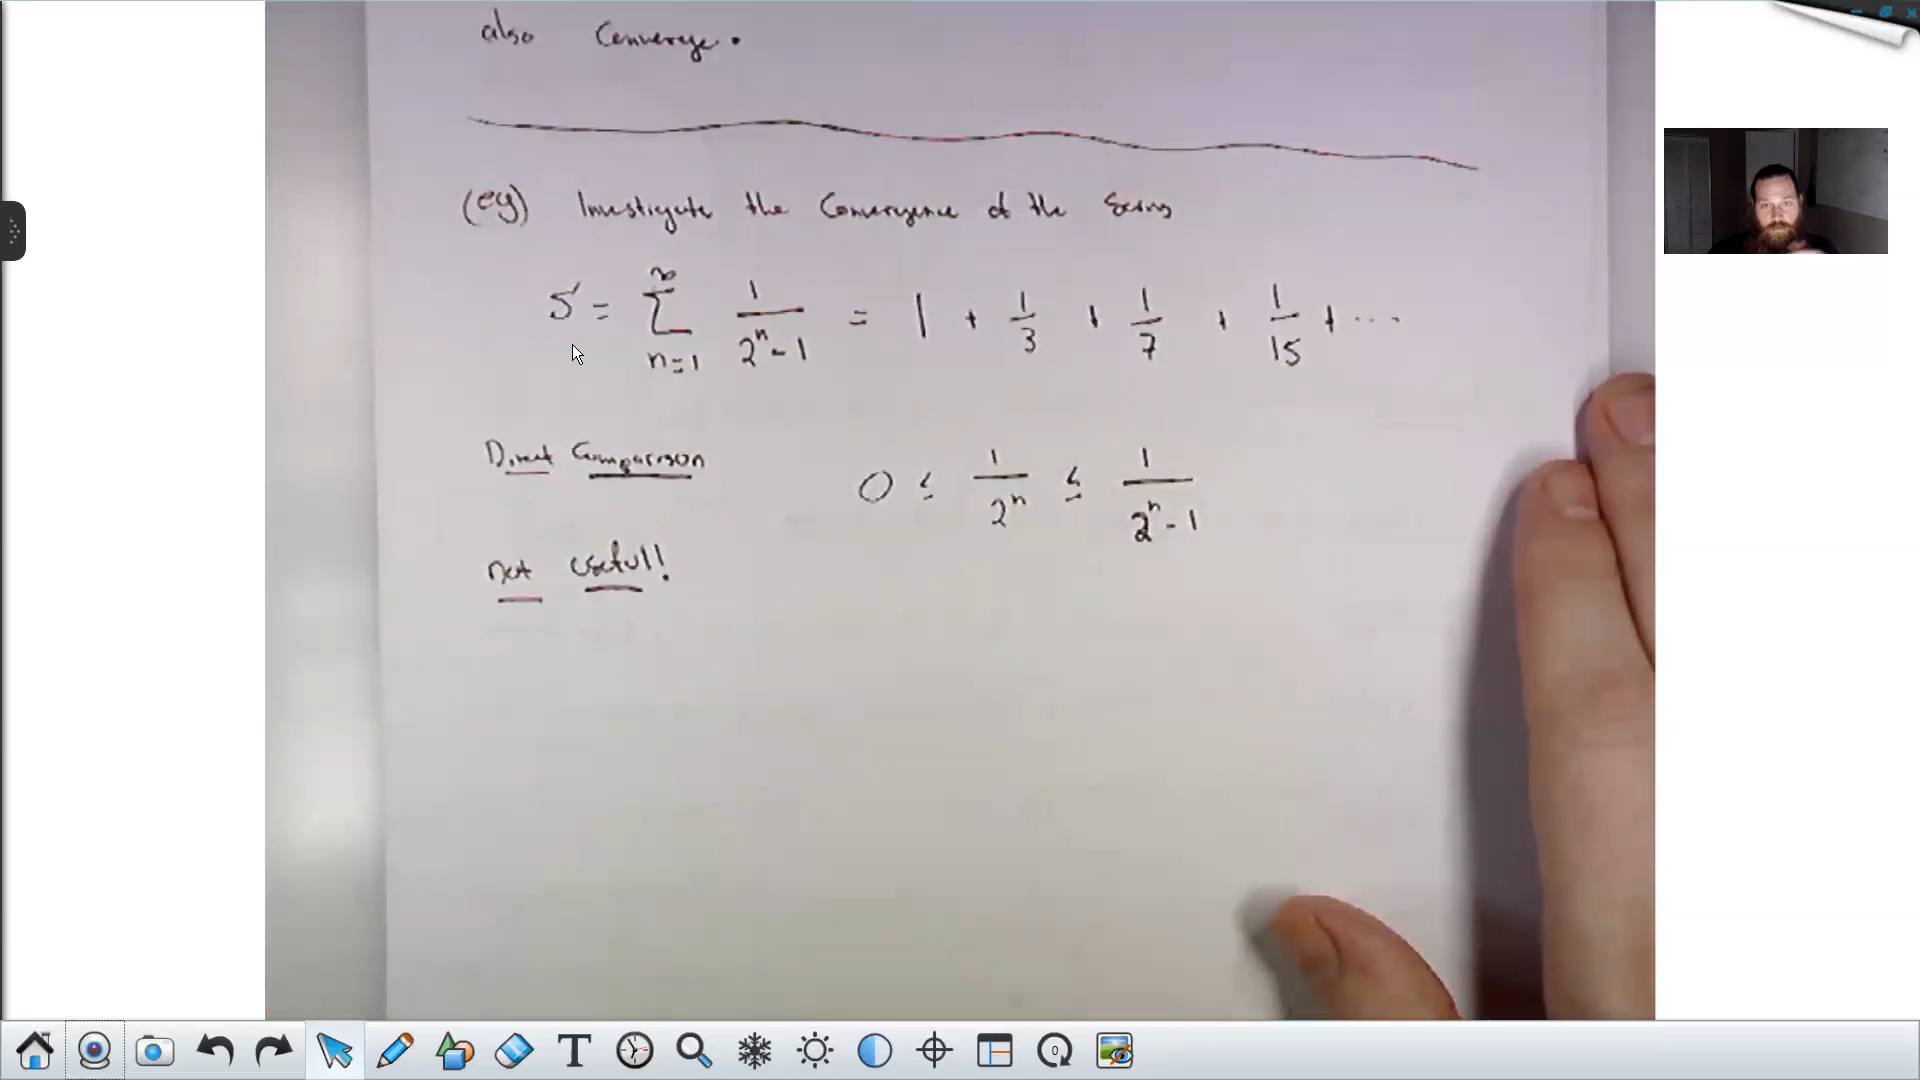 also Converge.
(eg) Investigate the Convergence of the Series
S = ∑_{n=1}^{∞} 1/(2^n - 1) = 1 + 1/3 + 1/7 + 1/15 + ...
Direct Comparison
0 ≤ 1/2^n ≤ 1/(2^n - 1)
not useful!
T
0